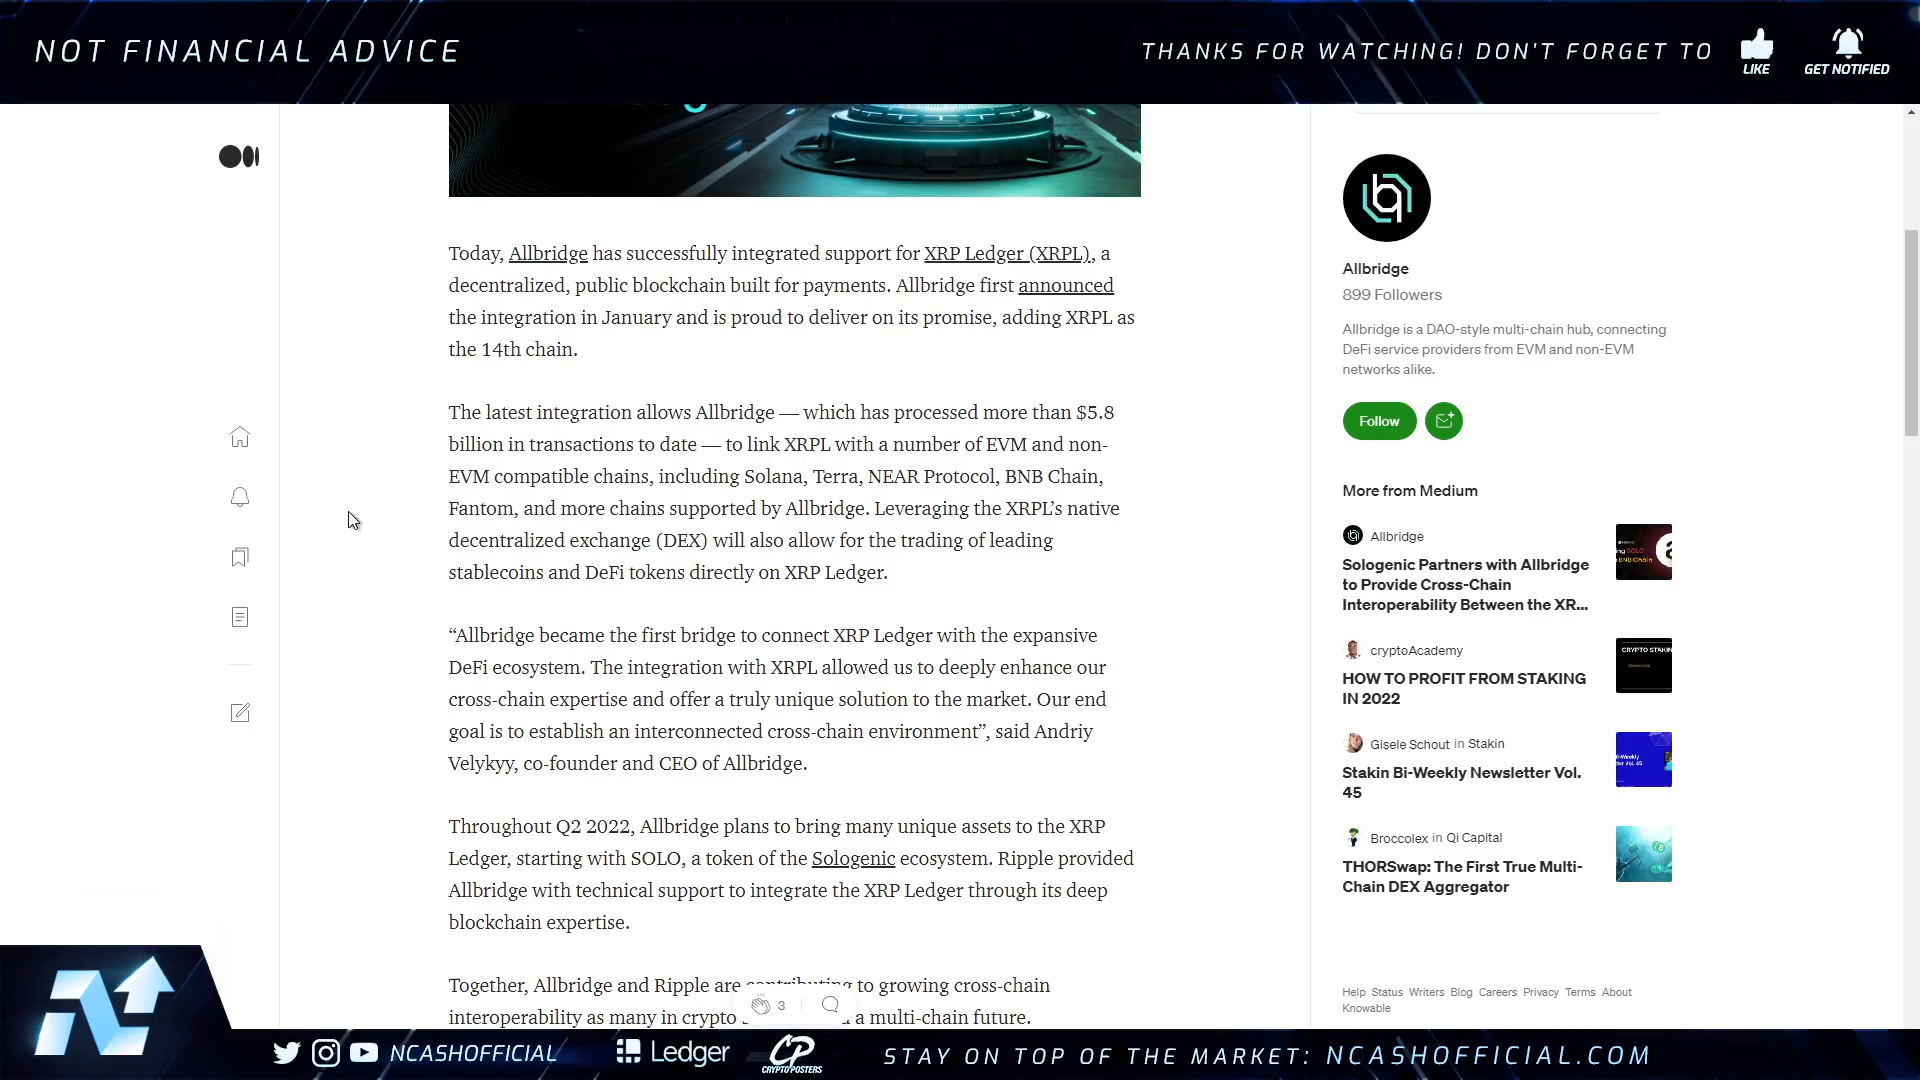 NOT FINANCIAL ADVICE
THANKS FOR WATCHING! DON'T FORGET TO
LIKE
GET NOTIFIED
Today, Allbridge has successfully integrated support for XRP Ledger (XRPL), a
decentralized, public blockchain built for payments. Allbridge first announced
the integration in January and is proud to deliver on its promise, adding XRPL as
the 14th chain.
The latest integration allows Allbridge — which has processed more than $5.8
billion in transactions to date — to link XRPL with a number of EVM and non-
EVM compatible chains, including Solana, Terra, NEAR Protocol, BNB Chain,
Fantom, and more chains supported by Allbridge. Leveraging the XRPL’s native
decentralized exchange (DEX) will also allow for the trading of leading
stablecoins and DeFi tokens directly on XRP Ledger.
“Allbridge became the first bridge to connect XRP Ledger with the expansive
DeFi ecosystem. The integration with XRPL allowed us to deeply enhance our
cross-chain expertise and offer a truly unique solution to the market. Our end
goal is to establish an interconnected cross-chain environment”, said Andriy
Velykyy, co-founder and CEO of Allbridge.
Throughout Q2 2022, Allbridge plans to bring many unique assets to the XRP
Ledger, starting with SOLO, a token of the Sologenic ecosystem. Ripple provided
Allbridge with technical support to integrate the XRP Ledger through its deep
blockchain expertise.
Together, Allbridge and Ripple are contributing to growing cross-chain
interoperability as many in crypto a multi-chain future.
3
Allbridge
899 Followers
Allbridge is a DAO-style multi-chain hub, connecting
DeFi service providers from EVM and non-EVM
networks alike.
Follow
More from Medium
Allbridge
Sologenic Partners with Allbridge
to Provide Cross-Chain
Interoperability Between the XR...
cryptoAcademy
HOW TO PROFIT FROM STAKING
IN 2022
CRYPTO STAKIN
Gisele Schout in Stakin
Stakin Bi-Weekly Newsletter Vol.
45
Broccolex in Qi Capital
THORSwap: The First True Multi-
Chain DEX Aggregator
Help Status Writers Blog Careers Privacy Terms About
Knowable
NCASHOFFICIAL
Ledger
CP
CRYPTO POSTERS
STAY ON TOP OF THE MARKET: NCASHOFFICIAL.COM